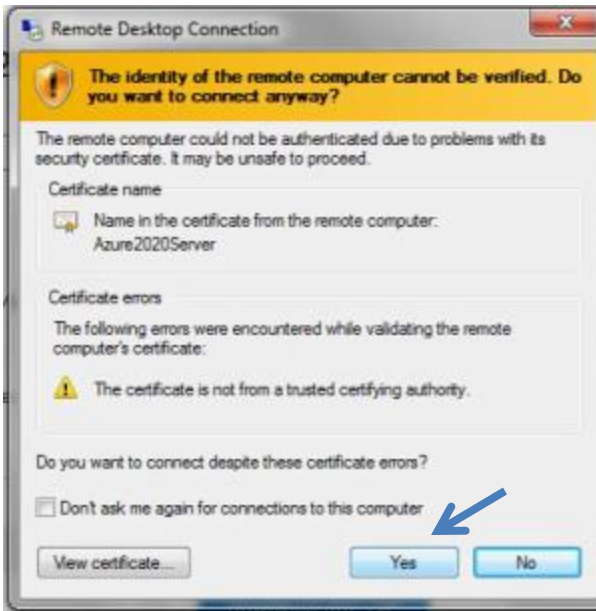 Remote Desktop Connection
The identity of the remote computer cannot be verified. Do
you want to connect anyway?
The remote computer could not be authenticated due to problems with its
security certificate. It may be unsafe to proceed.
Certificate name
Name in the certificate from the remote computer:
Azure2020Server
Certificate errors
The following errors were encountered while validating the remote
computer's certificate:
The certificate is not from a trusted certifying authority.
Do you want to connect despite these certificate errors?
Don't ask me again for connections to this computer
View certificate... Yes No